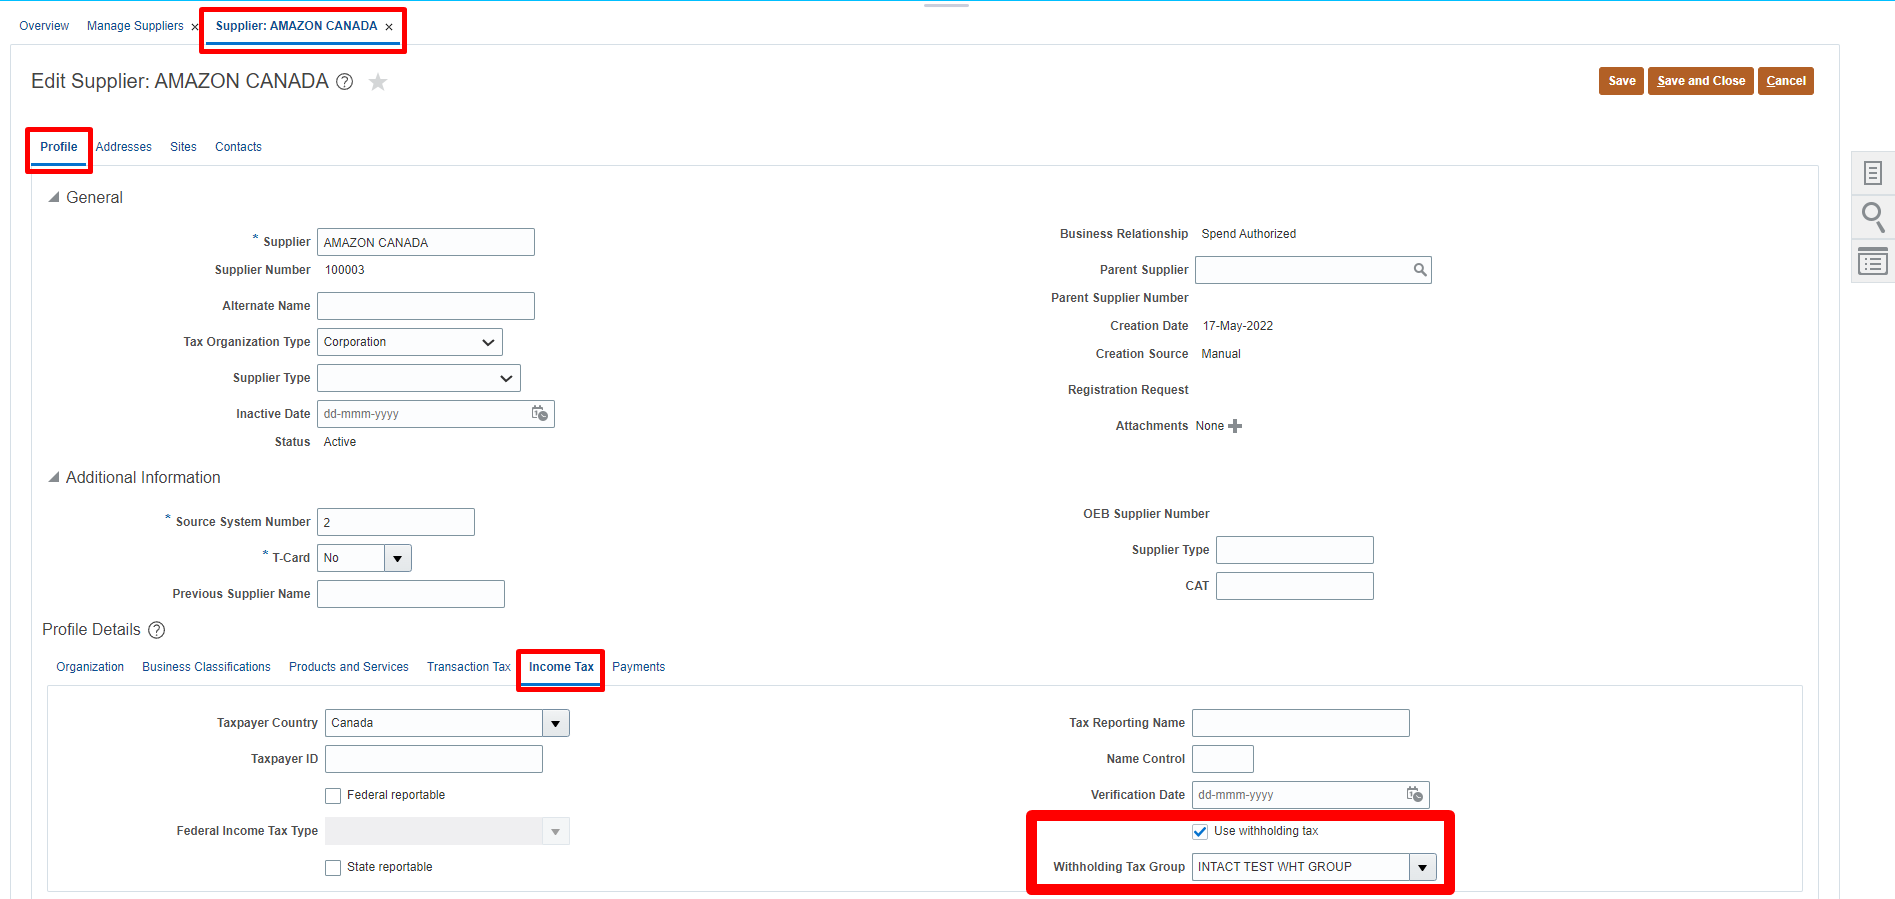 Overview Manage Suppliers × Supplier: AMAZON CANADA ×
Edit Supplier: AMAZON CANADA ?
Save Save and Close Cancel
Profile Addresses Sites Contacts
General
* Supplier AMAZON CANADA
Supplier Number 100003
Alternate Name
Tax Organization Type Corporation
Supplier Type
Inactive Date dd-mmm-yyyy
Status Active
Business Relationship Spend Authorized
Parent Supplier
Parent Supplier Number
Creation Date 17-May-2022
Creation Source Manual
Registration Request
Attachments None
Additional Information
* Source System Number 2
* T-Card No
Previous Supplier Name
OEB Supplier Number
Supplier Type
CAT
Profile Details ?
Organization Business Classifications Products and Services Transaction Tax Income Tax Payments
Taxpayer Country Canada
Taxpayer ID
Federal reportable
Federal Income Tax Type
State reportable
Tax Reporting Name
Name Control
Verification Date dd-mmm-yyyy
Use withholding tax
Withholding Tax Group INTACT TEST WHT GROUP